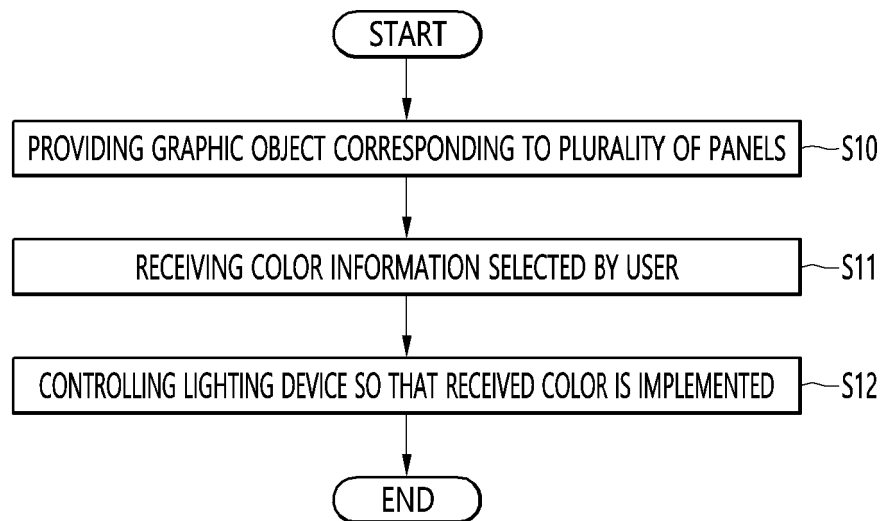 START
PROVIDING GRAPHIC OBJECT CORRESPONDING TO PLURALITY OF PANELS S10
RECEIVING COLOR INFORMATION SELECTED BY USER S11
CONTROLLING LIGHTING DEVICE SO THAT RECEIVED COLOR IS IMPLEMENTED S12
END